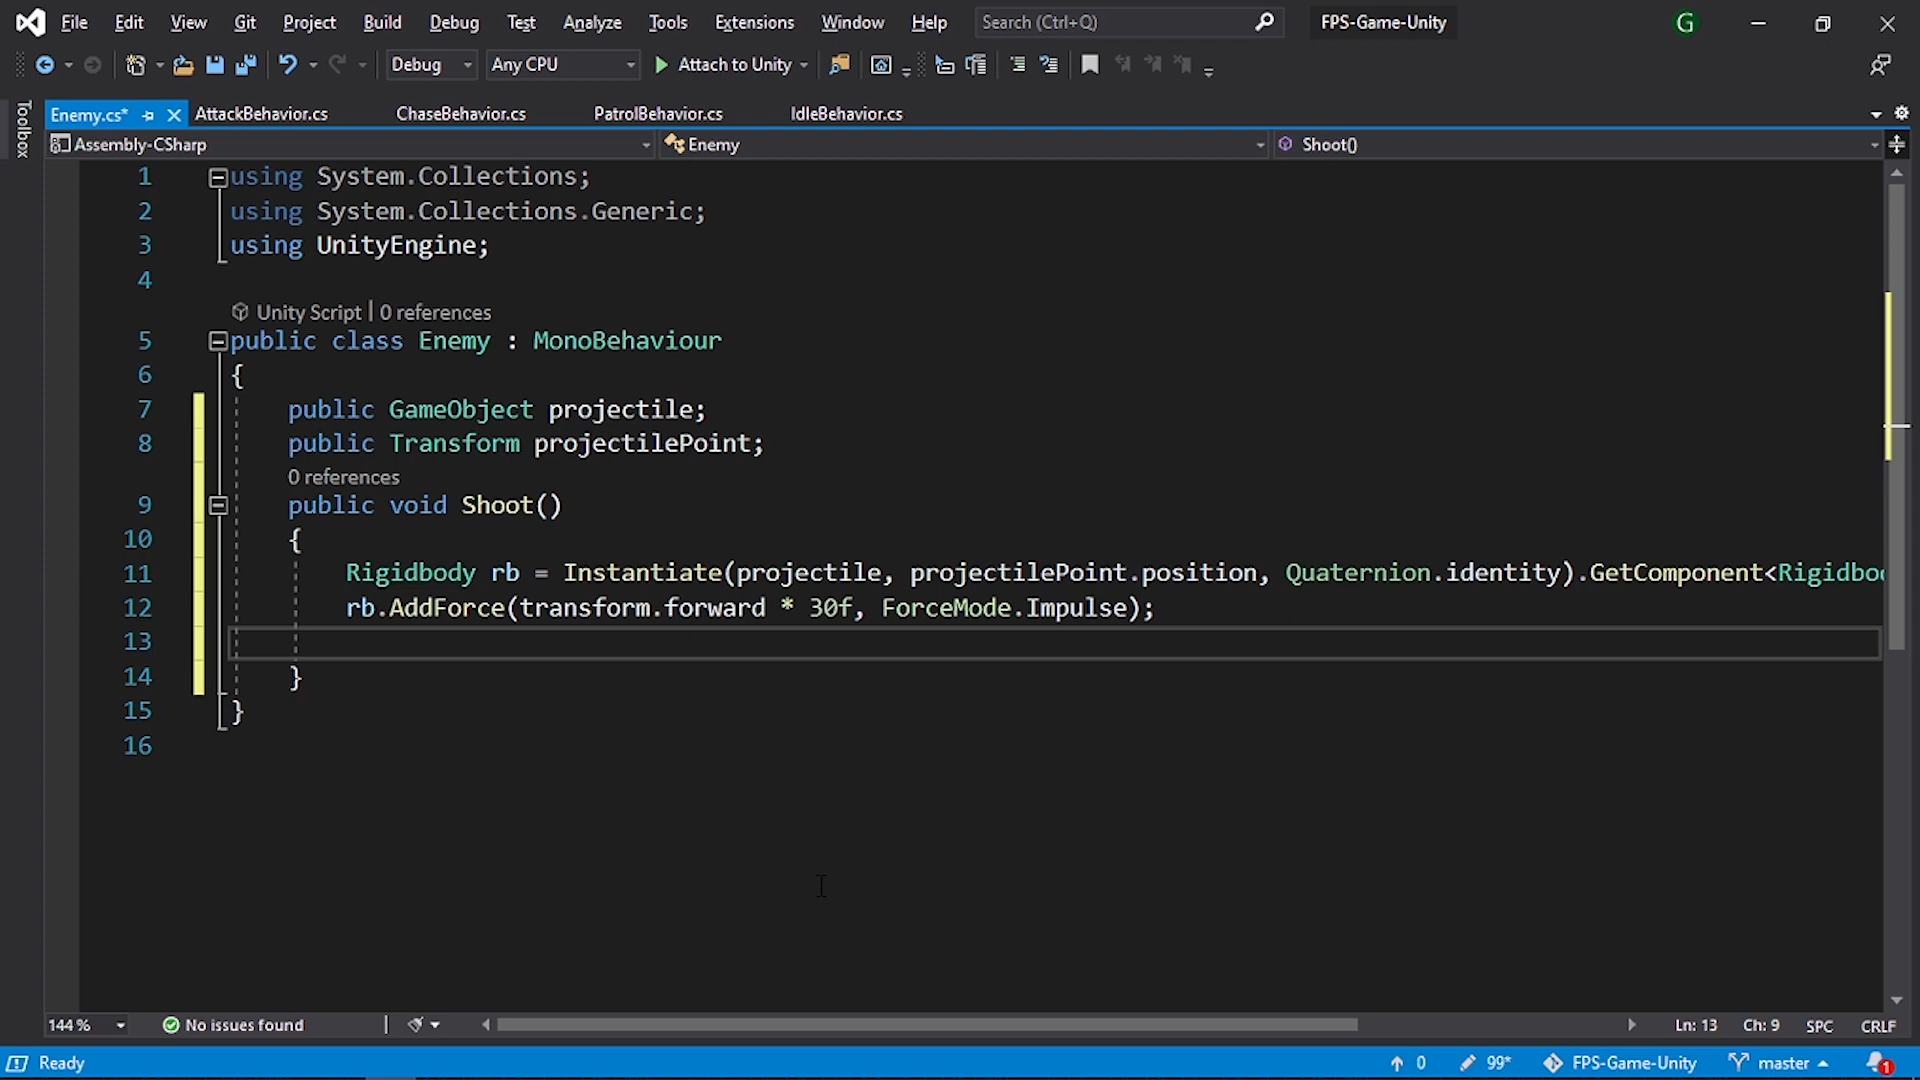 File Edit View Git Project Build Debug Test Analyze Tools Extensions Window Help Search (Ctrl+Q) FPS-Game-Unity G
Debug Any CPU Attach to Unity
Toolbox
Enemy.cs* AttackBehavior.cs ChaseBehavior.cs PatrolBehavior.cs IdleBehavior.cs
Assembly-CSharp Enemy Shoot()
1 using System.Collections;
2 using System.Collections.Generic;
3 using UnityEngine;
4
Unity Script | 0 references
5 public class Enemy : MonoBehaviour
6 {
7 public GameObject projectile;
8 public Transform projectilePoint;
0 references
9 public void Shoot()
10 {
11 Rigidbody rb = Instantiate(projectile, projectilePoint.position, Quaternion.identity).GetComponent<Rigidbo
12 rb.AddForce(transform.forward * 30f, ForceMode.Impulse);
13
14 }
15 }
16
144 % No issues found Ln: 13 Ch: 9 SPC CRLF
Ready 0 99* FPS-Game-Unity master 1